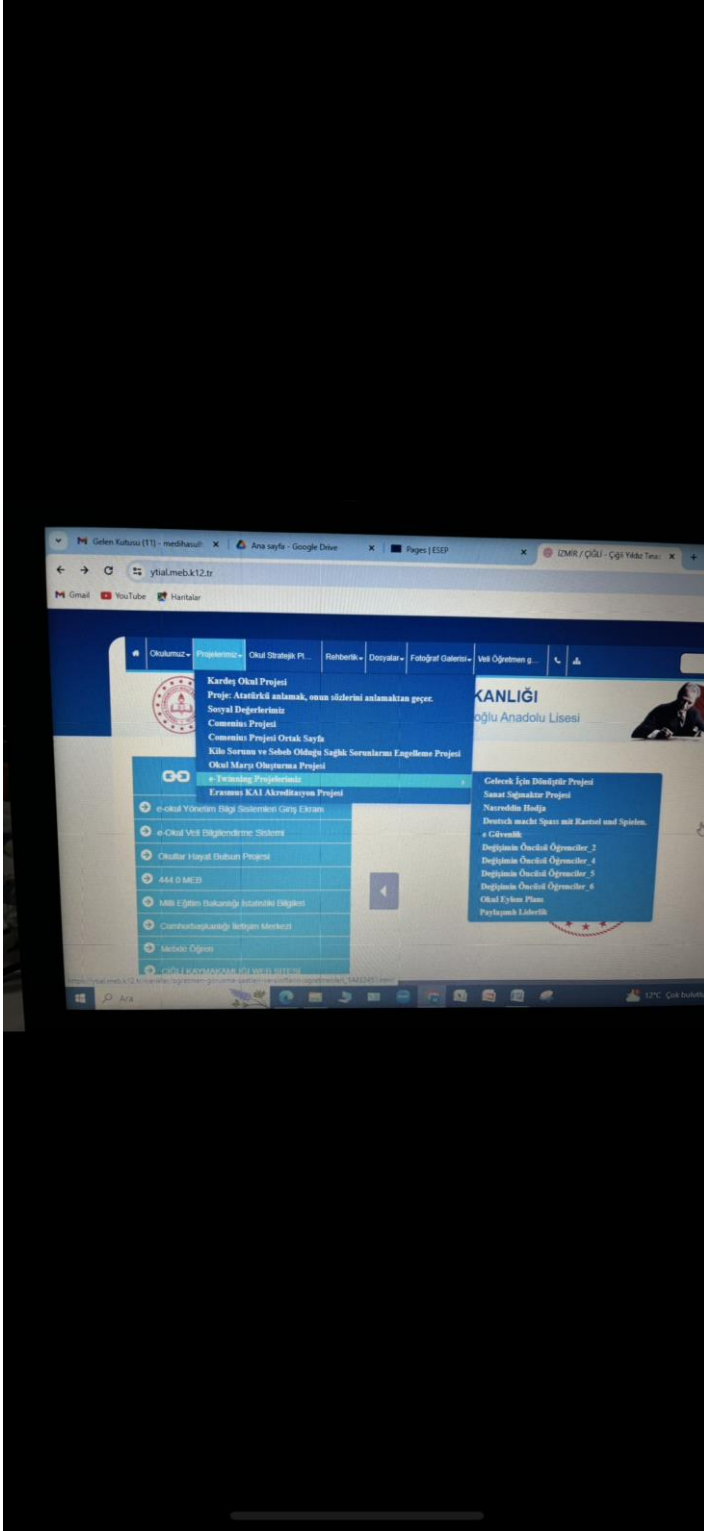 Gelen Kutusu (11) - medihasult
Ana sayfa - Google Drive
Pages | ESEP
İZMİR / ÇİĞLİ - Çiğli Yıldız Tınaz
ytial.meb.k12.tr
Gmail
YouTube
Haritalar
Okulumuz
Projelerimiz
Okul Stratejik Pl...
Rehberlik
Dosyalar
Fotoğraf Galerisi
Veli Öğretmen g...
Kardeş Okul Projesi
Proje: Atatürkü anlamak, onun sözlerini anlamaktan geçer.
Sosyal Değerlerimiz
Comenius Projesi
Comenius Projesi Ortak Sayfa
Kilo Sorunu ve Sebeb Olduğu Sağlık Sorunlarını Engelleme Projesi
Okul Marşı Oluşturma Projesi
e-Twinning Projelerimiz
Erasmus KA1 Akreditasyon Projesi
KANLIĞI
oğlu Anadolu Lisesi
Gelecek İçin Dönüştür Projesi
Sanat Sığınaktır Projesi
Nasreddin Hodja
Deutsch macht Spass mit Raetsel und Spielen.
e Güvenlik
Değişimin Öncüsü Öğrenciler_2
Değişimin Öncüsü Öğrenciler_4
Değişimin Öncüsü Öğrenciler_5
Değişimin Öncüsü Öğrenciler_6
Okul Eylem Planı
Paylaşımlı Liderlik
e-okul Yönetim Bilgi Sistemleri Giriş Ekranı
e-Okul Veli Bilgilendirme Sistemi
Okullar Hayat Bulsun Projesi
444 0 MEB
Milli Eğitim Bakanlığı İstatistiki Bilgileri
Cumhurbaşkanlığı İletişim Merkezi
Mebde Öğren
ÇİĞLİ KAYMAKAMLIĞI WEB SİTESİ
Ara
12°C Çok bulutlu